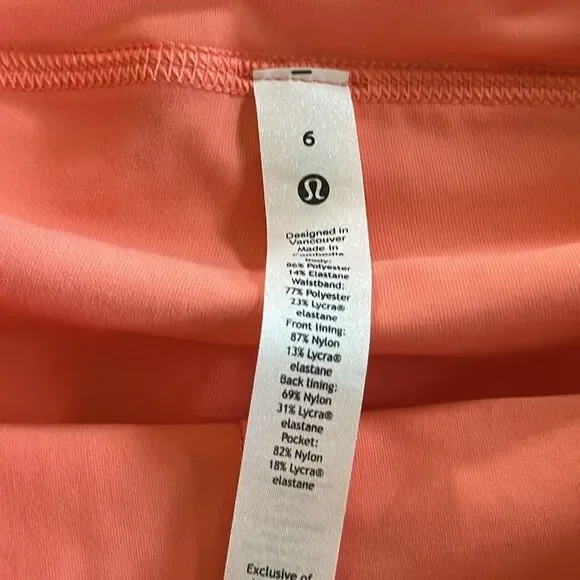 6
Designed in
Vancouver
Made in
Cambodia
Body:
86% Polyester
14% Elastane
Waistband:
77% Polyester
23% Lycra®
elastane
Front lining:
87% Nylon
13% Lycra®
elastane
Back lining:
69% Nylon
31% Lycra®
elastane
Pocket:
82% Nylon
18% Lycra®
elastane
Exclusive of